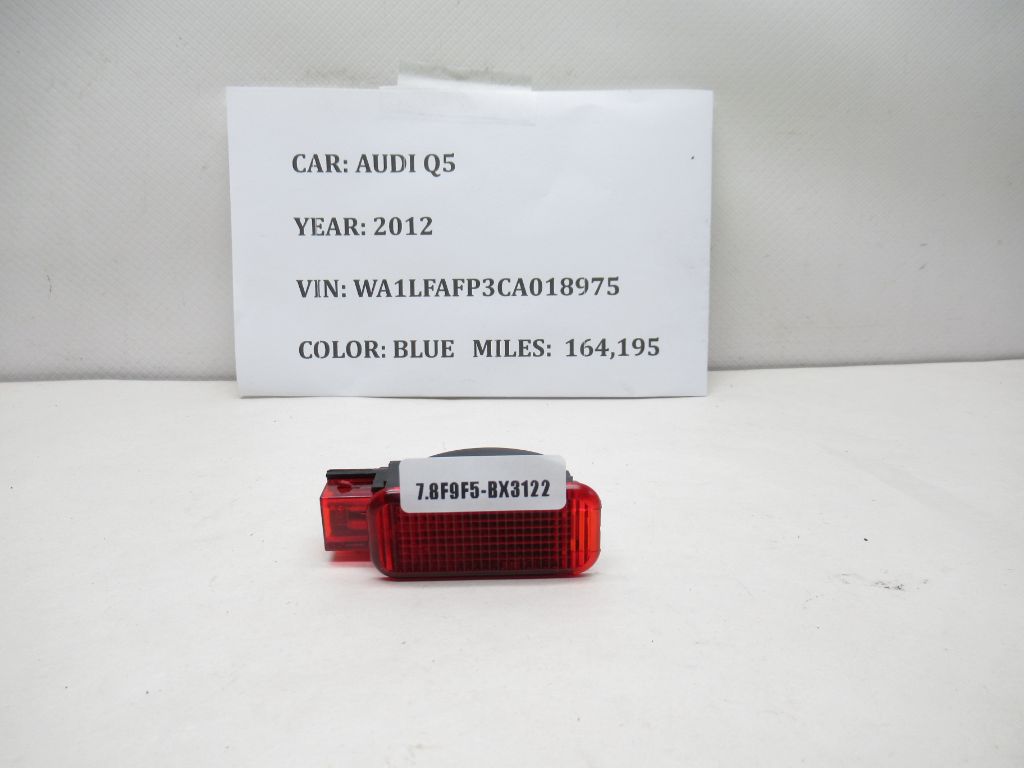 CAR: AUDI Q5
YEAR: 2012
VIN: WA1LFAFP3CA018975
COLOR: BLUE MILES: 164,195
7.8F9F5-BX3122